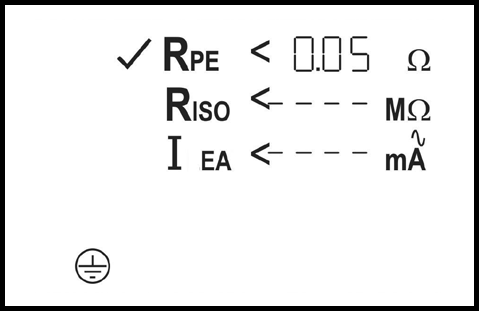 ✓ RPE < 0.05 Ω
RISO < ---- MΩ
I EA < ---- mA